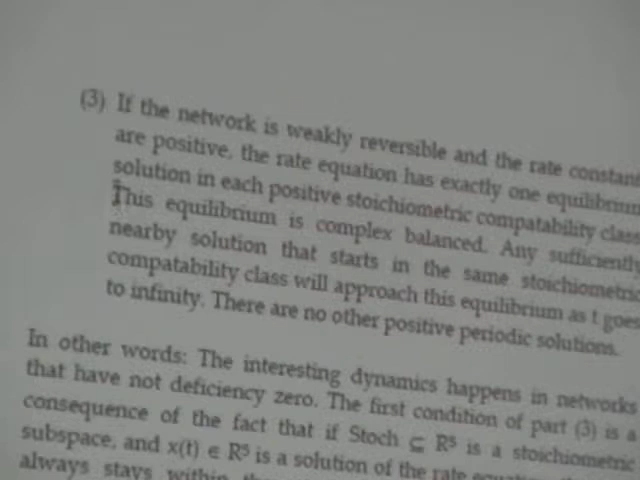 (3) If the network is weakly reversible and the rate constant
are positive, the rate equation has exactly one equilibrium
solution in each positive stoichiometric compatability class
This equilibrium is complex balanced. Any sufficiently
nearby solution that starts in the same stoichiometric
compatability class will approach this equilibrium as t goes
to infinity. There are no other positive periodic solutions.
In other words: The interesting dynamics happens in networks
that have not deficiency zero. The first condition of part (3) is a
consequence of the fact that if Stoch ⊆ Rˢ is a stoichiometric
subspace, and x(t) ∈ Rˢ is a solution of the rate
always stays within